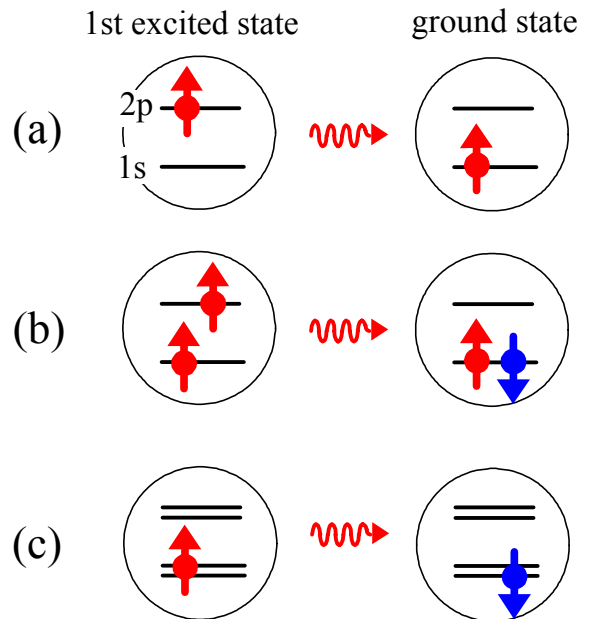 1st excited state
ground state
(a)
2p
1s
(b)
(c)